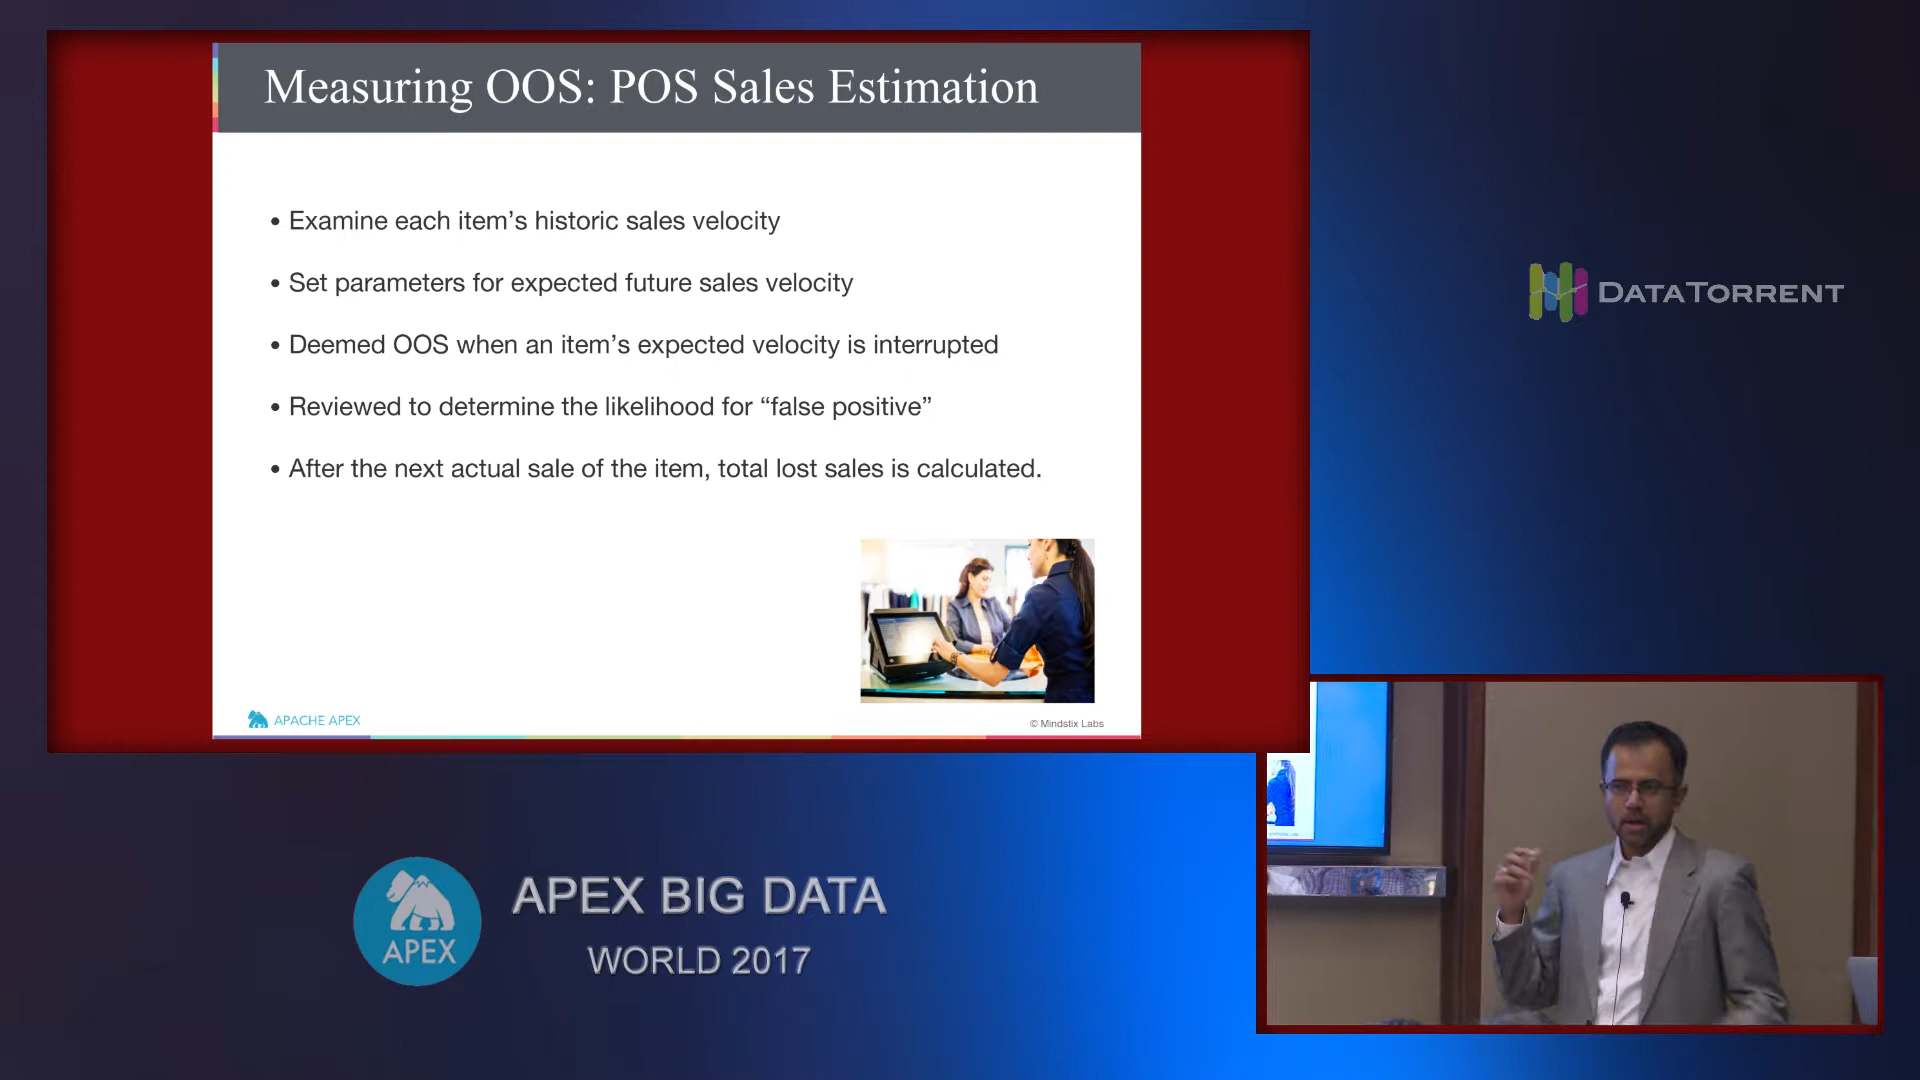 Measuring OOS: POS Sales Estimation
• Examine each item’s historic sales velocity
• Set parameters for expected future sales velocity
• Deemed OOS when an item’s expected velocity is interrupted
• Reviewed to determine the likelihood for “false positive”
• After the next actual sale of the item, total lost sales is calculated.
APACHE APEX
© Mindstix Labs
DATATORRENT
APEX
APEX BIG DATA
WORLD 2017